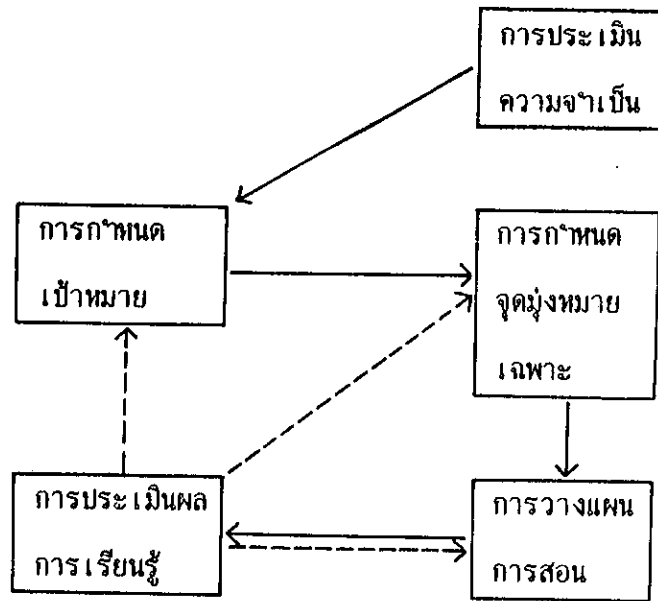 การประเมิน
ความจำเป็น
การกำหนด
เป้าหมาย
การกำหนด
จุดมุ่งหมาย
เฉพาะ
การประเมินผล
การเรียนรู้
การวางแผน
การสอน